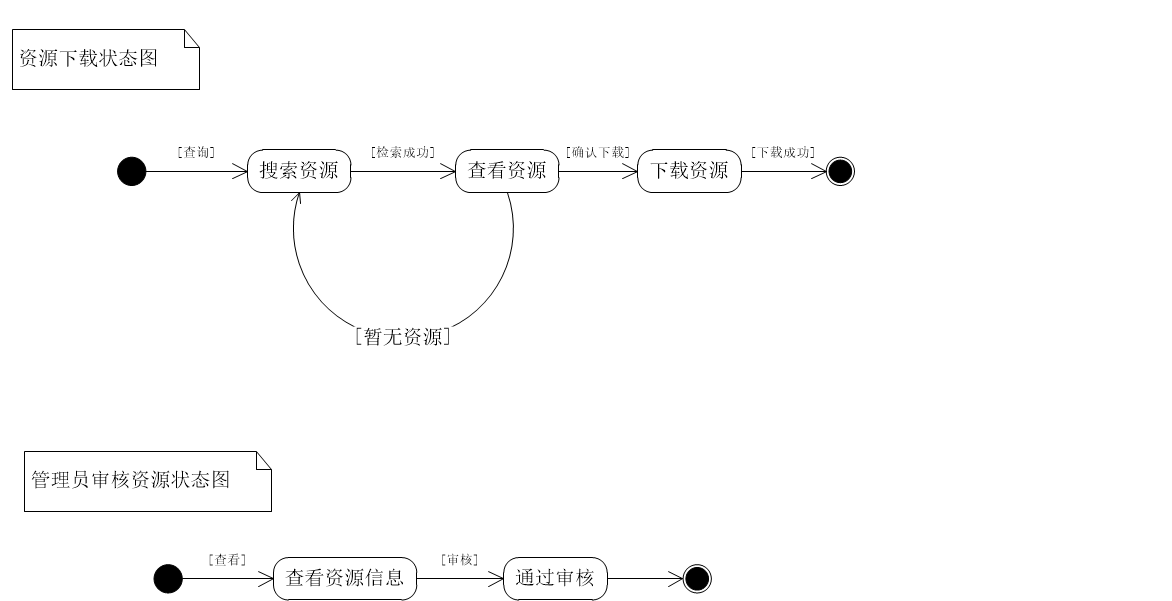 资源下载状态图
[查询]
[检索成功]
[确认下载]
[下载成功]
搜索资源
查看资源
下载资源
[暂无资源]
管理员审核资源状态图
[查看]
[审核]
查看资源信息
通过审核